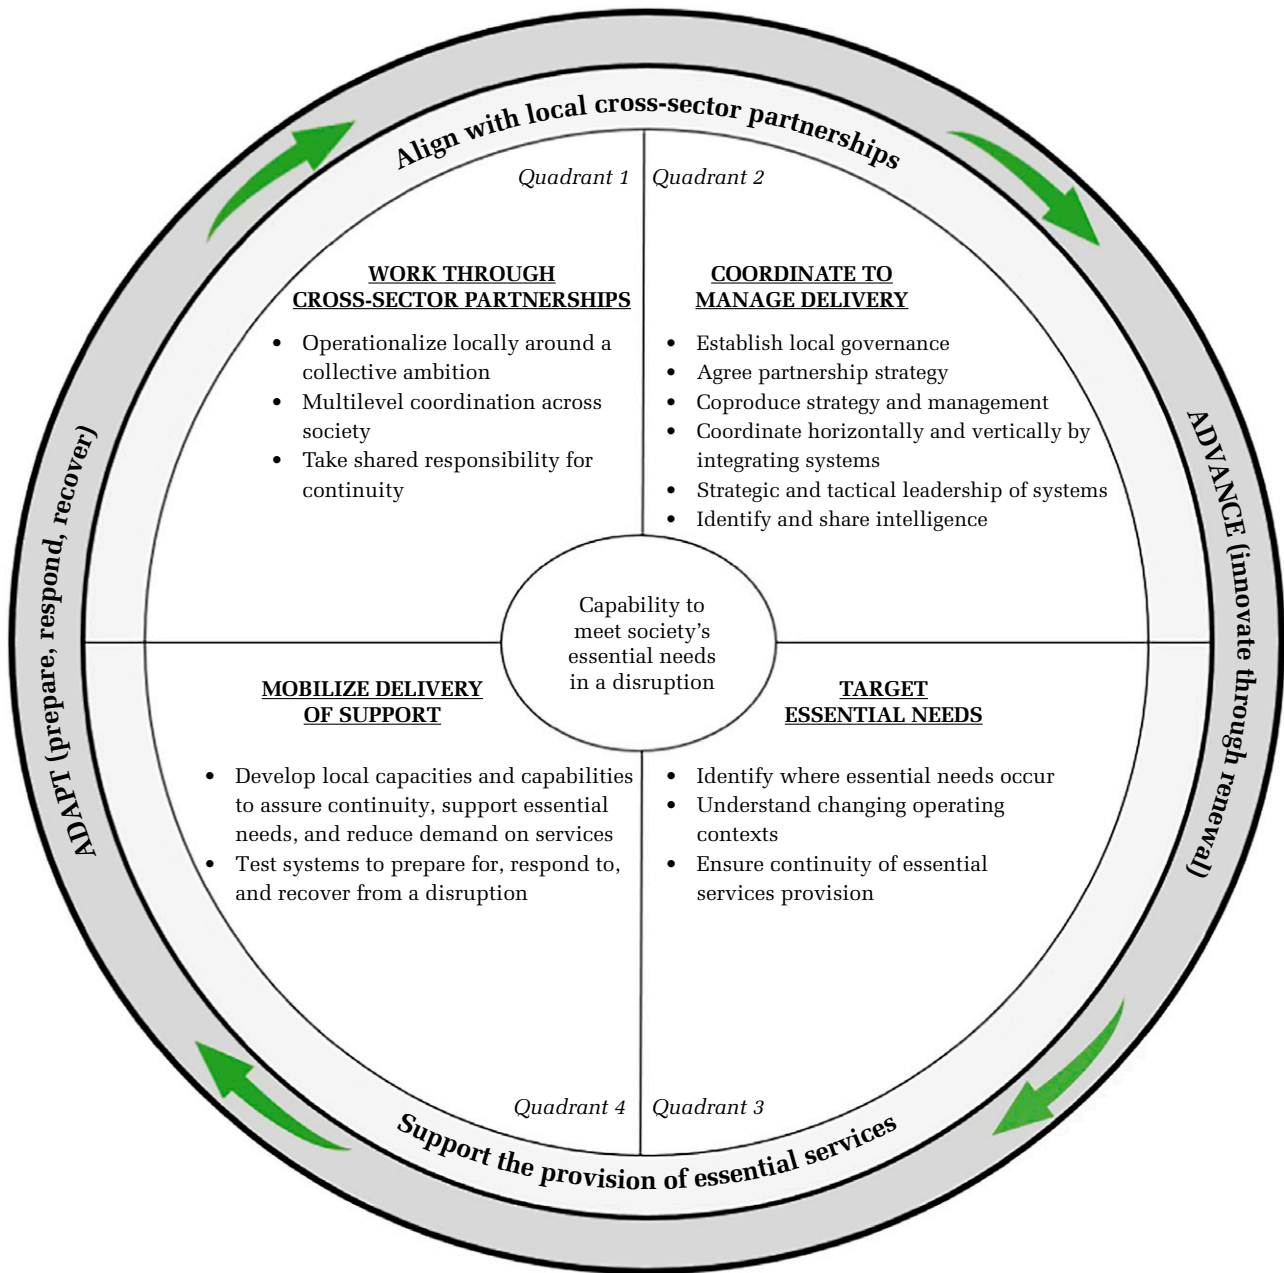 Align with local cross-sector partnerships
Quadrant 1
Quadrant 2
WORK THROUGH
CROSS-SECTOR PARTNERSHIPS
• Operationalize locally around a
collective ambition
• Multilevel coordination across
society
• Take shared responsibility for
continuity
COORDINATE TO
MANAGE DELIVERY
• Establish local governance
• Agree partnership strategy
• Coproduce strategy and management
• Coordinate horizontally and vertically by
integrating systems
• Strategic and tactical leadership of systems
• Identify and share intelligence
ADAPT (prepare, respond, recover)
Capability to
meet society’s
essential needs
in a disruption
ADVANCE (innovate through renewal)
MOBILIZE DELIVERY
OF SUPPORT
• Develop local capacities and capabilities
to assure continuity, support essential
needs, and reduce demand on services
• Test systems to prepare for, respond to,
and recover from a disruption
TARGET
ESSENTIAL NEEDS
• Identify where essential needs occur
• Understand changing operating
contexts
• Ensure continuity of essential
services provision
Quadrant 4
Quadrant 3
Support the provision of essential services